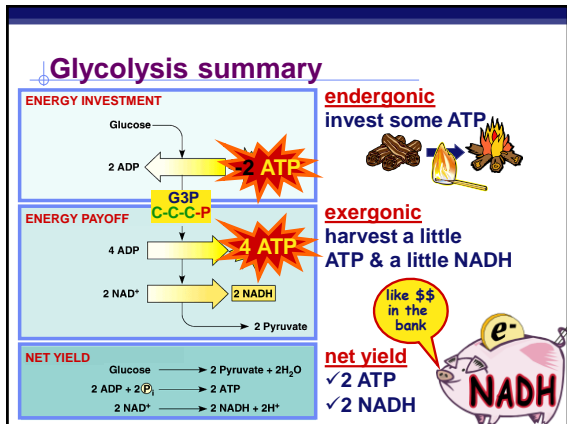 Glycolysis summary
ENERGY INVESTMENT
Glucose
2 ADP
-2 ATP
G3P
C-C-C-P
endergonic
invest some ATP
ENERGY PAYOFF
4 ADP
4 ATP
2 NAD⁺
2 NADH
2 Pyruvate
exergonic
harvest a little
ATP & a little NADH
like $$
in the
bank
NET YIELD
Glucose → 2 Pyruvate + 2H₂O
2 ADP + 2Ⓟi → 2 ATP
2 NAD⁺ → 2 NADH + 2H⁺
net yield
✓2 ATP
✓2 NADH
e-
NADH